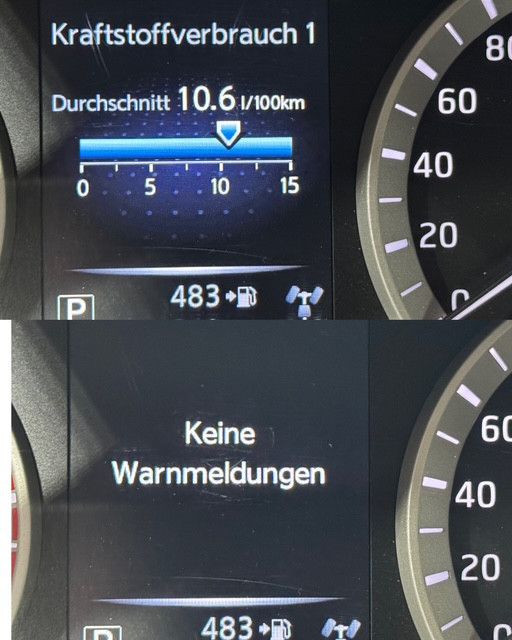 Kraftstoffverbrauch 1
Durchschnitt 10.6 l/100km
0 5 10 15
483
P
80
60
40
20
0
Keine
Warnmeldungen
483
P
60
40
20